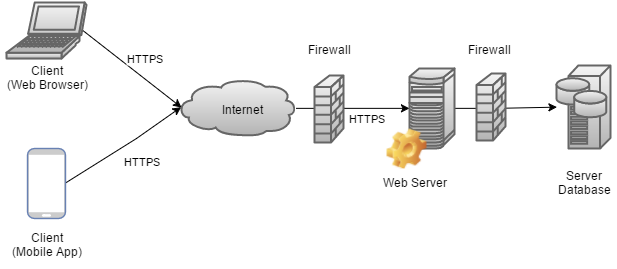 Client
(Web Browser)
HTTPS
HTTPS
Client
(Mobile App)
Internet
Firewall
HTTPS
Web Server
Firewall
Server
Database